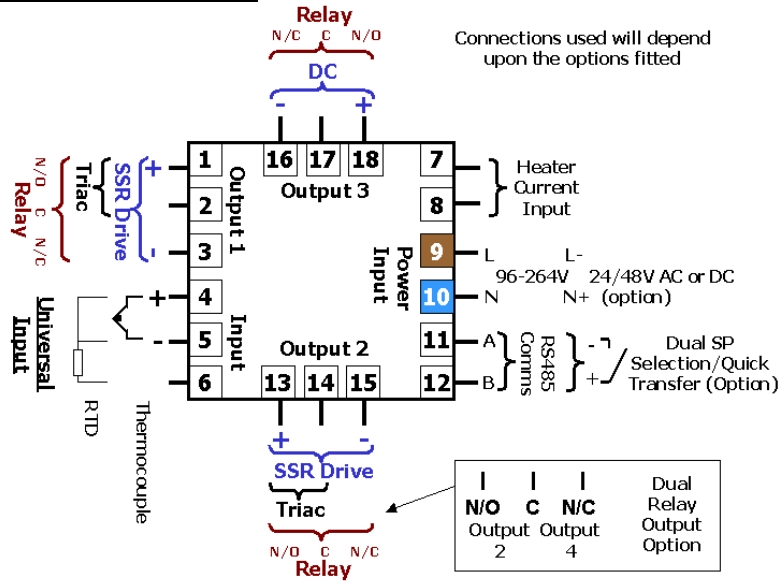 Relay
N/C C N/O
DC
- +
Connections used will depend
upon the options fitted
16 17 18
Output 3
N/O C N/C
Relay
Triac
SSR Drive
+
-
1
2
3
Output 1
7
8
Heater
Current
Input
9
10
Power
Input
L
N
96-264V
L-
N+
24/48V AC or DC
(option)
Universal
Input
RTD
Thermocouple
+
-
4
5
6
Input
11
12
A
B
RS485
Comms
-
+
Dual SP
Selection/Quick
Transfer (Option)
Output 2
13 14 15
+ -
SSR Drive
Triac
N/O C N/C
Relay
N/O C N/C
Output Output
2 4
Dual
Relay
Output
Option